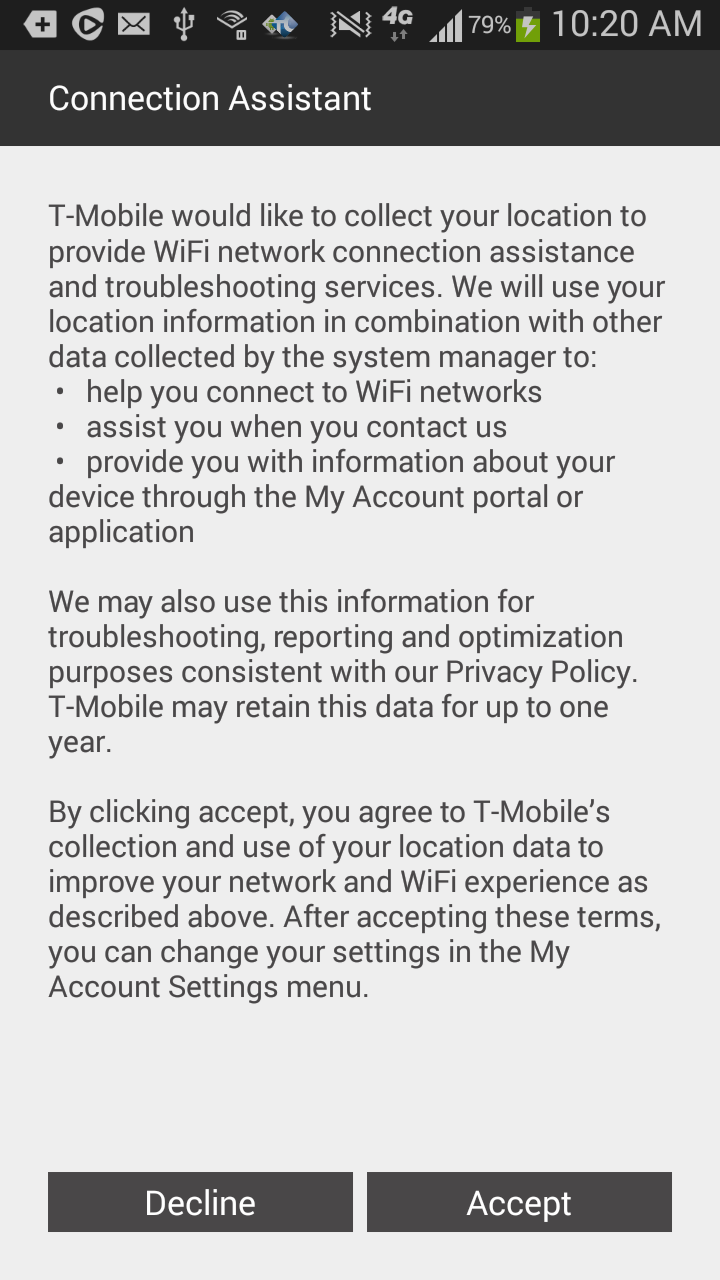 4G 79% 10:20 AM
Connection Assistant
T-Mobile would like to collect your location to
provide WiFi network connection assistance
and troubleshooting services. We will use your
location information in combination with other
data collected by the system manager to:
• help you connect to WiFi networks
• assist you when you contact us
• provide you with information about your
device through the My Account portal or
application
We may also use this information for
troubleshooting, reporting and optimization
purposes consistent with our Privacy Policy.
T-Mobile may retain this data for up to one
year.
By clicking accept, you agree to T-Mobile’s
collection and use of your location data to
improve your network and WiFi experience as
described above. After accepting these terms,
you can change your settings in the My
Account Settings menu.
Decline Accept